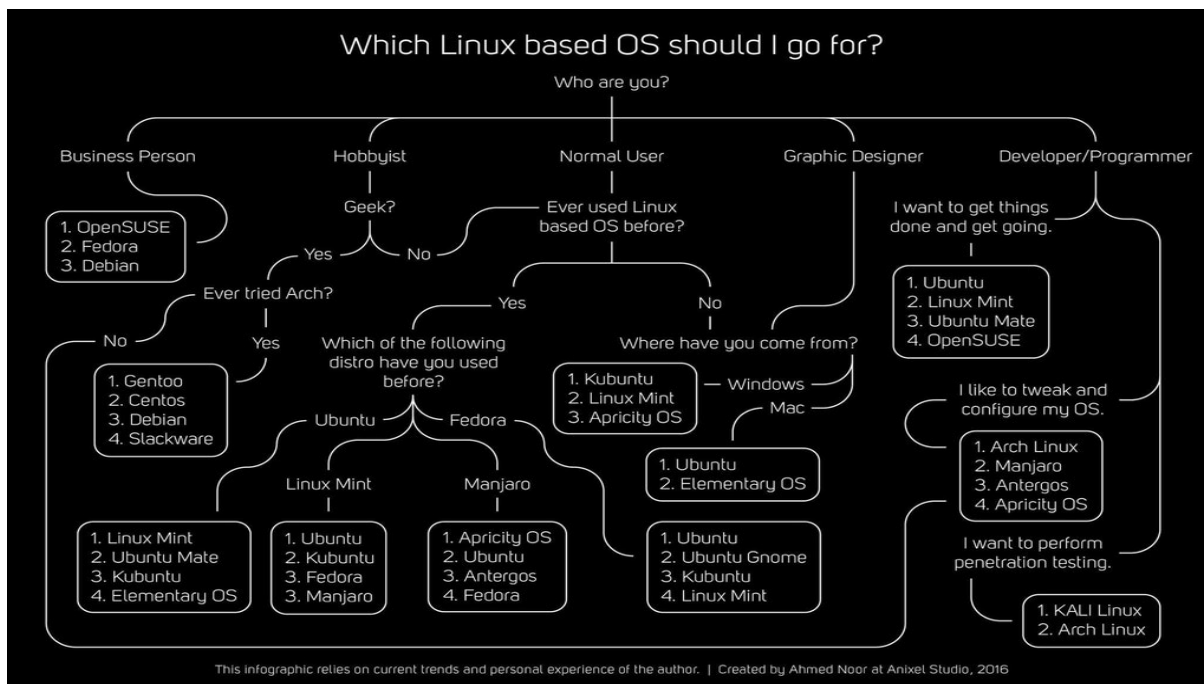 Which Linux based OS should I go for?
Who are you?
Business Person
Hobbyist
Normal User
Graphic Designer
Developer/Programmer
1. OpenSUSE
2. Fedora
3. Debian
Geek?
Yes
No
Ever tried Arch?
No
Yes
1. Gentoo
2. Centos
3. Debian
4. Slackware
Ever used Linux
based OS before?
Yes
No
Which of the following
distro have you used
before?
Ubuntu
Fedora
Linux Mint
Manjaro
1. Linux Mint
2. Ubuntu Mate
3. Kubuntu
4. Elementary OS
1. Ubuntu
2. Kubuntu
3. Fedora
3. Manjaro
1. Apricity OS
2. Ubuntu
3. Antergos
4. Fedora
1. Ubuntu
2. Ubuntu Gnome
3. Kubuntu
4. Linux Mint
Where have you come from?
Windows
1. Kubuntu
2. Linux Mint
3. Apricity OS
Mac
1. Ubuntu
2. Elementary OS
I want to get things
done and get going.
1. Ubuntu
2. Linux Mint
3. Ubuntu Mate
4. OpenSUSE
I like to tweak and
configure my OS.
1. Arch Linux
2. Manjaro
3. Antergos
4. Apricity OS
I want to perform
penetration testing.
1. KALI Linux
2. Arch Linux
This infographic relies on current trends and personal experience of the author. | Created by Ahmed Noor at Anixel Studio, 2016